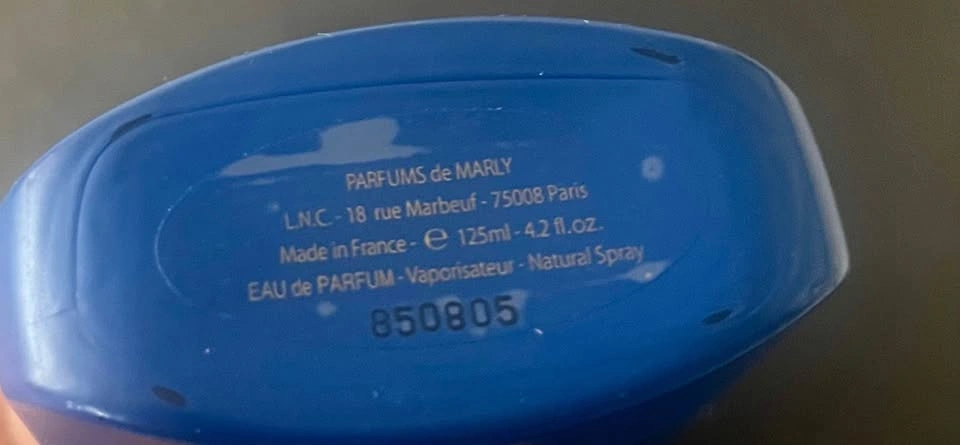 PARFUMS de MARLY
L.N.C. - 18 rue Marbeuf - 75008 Paris
Made in France - ℮ 125ml - 4.2 fl.oz.
EAU de PARFUM - Vaporisateur - Natural Spray
850805